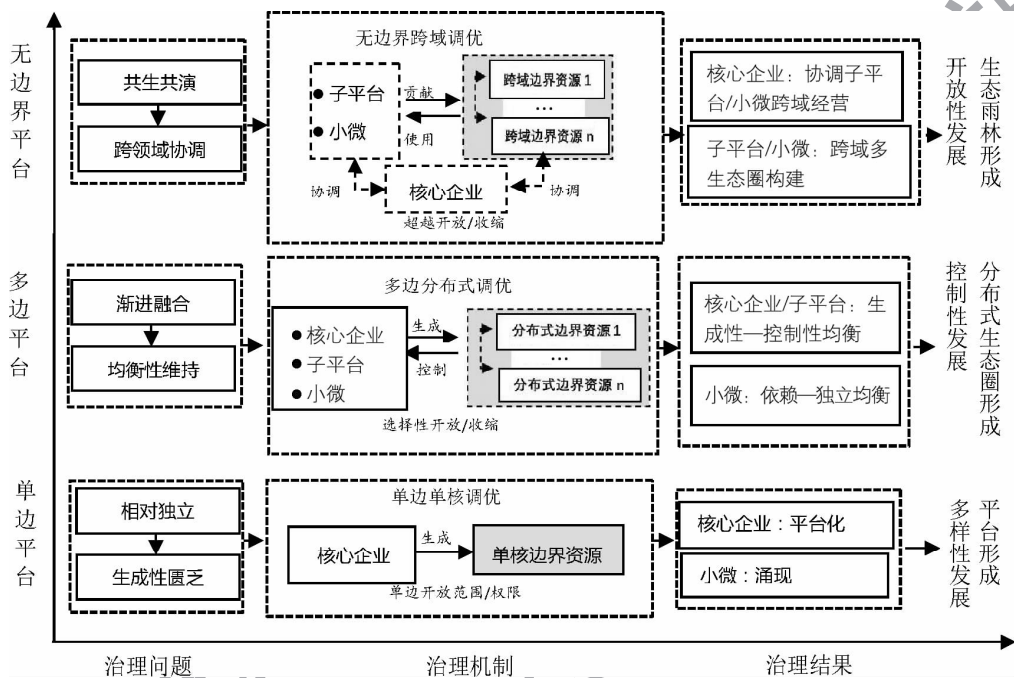 无边界平台
共生共演
跨领域协调
无边界跨域调优
● 子平台
● 小微
贡献
使用
跨域边界资源 1
...
跨域边界资源 n
协调
核心企业
协调
超越开放/收缩
核心企业：协调子平
台/小微跨域经营
子平台/小微：跨域多
生态圈构建
生态雨林形成
开放性发展
多边平台
渐进融合
均衡性维持
多边分布式调优
● 核心企业
● 子平台
● 小微
生成
控制
分布式边界资源 1
...
分布式边界资源 n
选择性开放/收缩
核心企业/子平台：生
成性—控制性均衡
小微：依赖—独立均衡
分布式生态圈形成
控制性发展
单边平台
相对独立
生成性匮乏
单边单核调优
核心企业
生成
单核边界资源
单边开放范围/权限
核心企业：平台化
小微：涌现
平台形成
多样性发展
治理问题
治理机制
治理结果